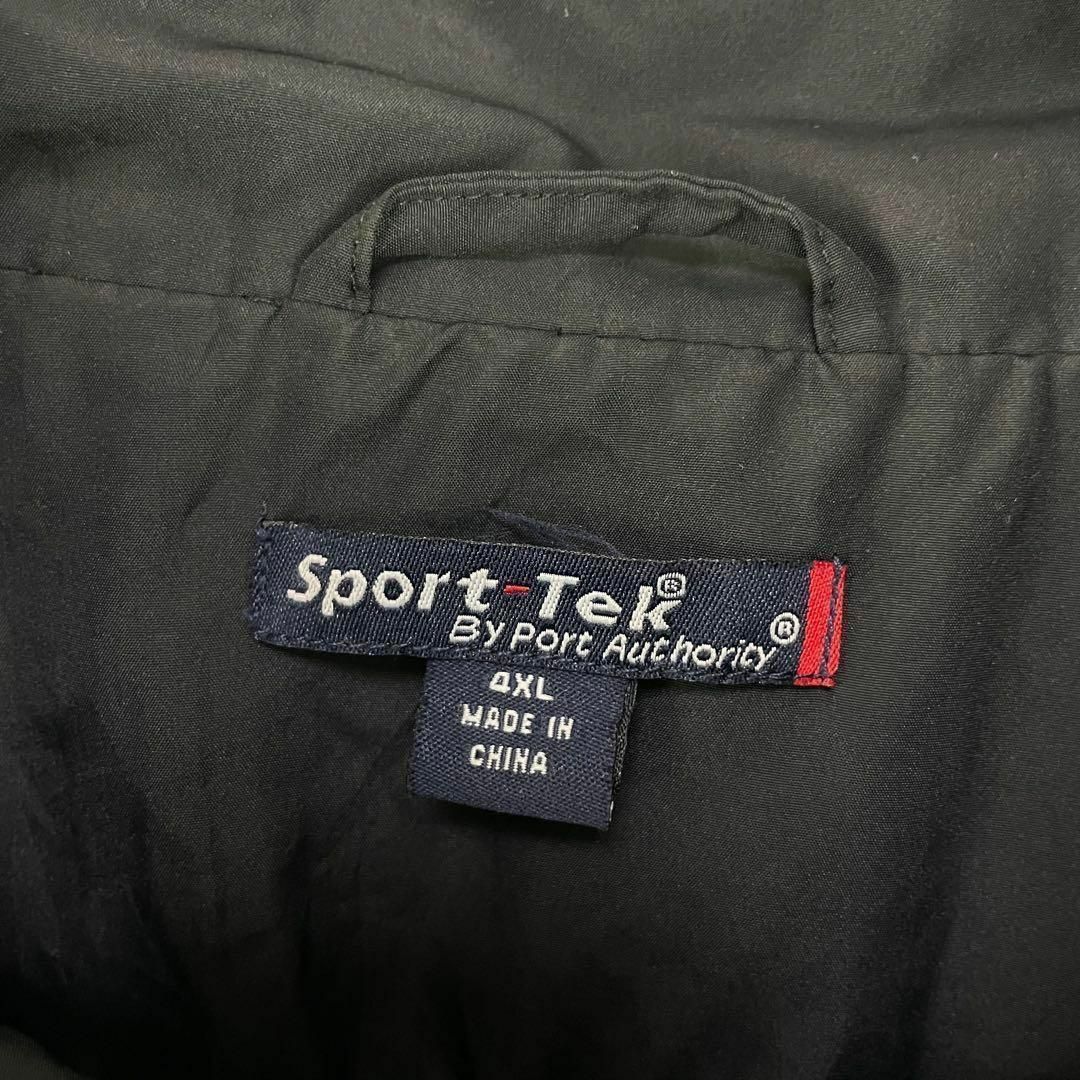 Sport-Tek®
By Port Authority®
4XL
MADE IN
CHINA